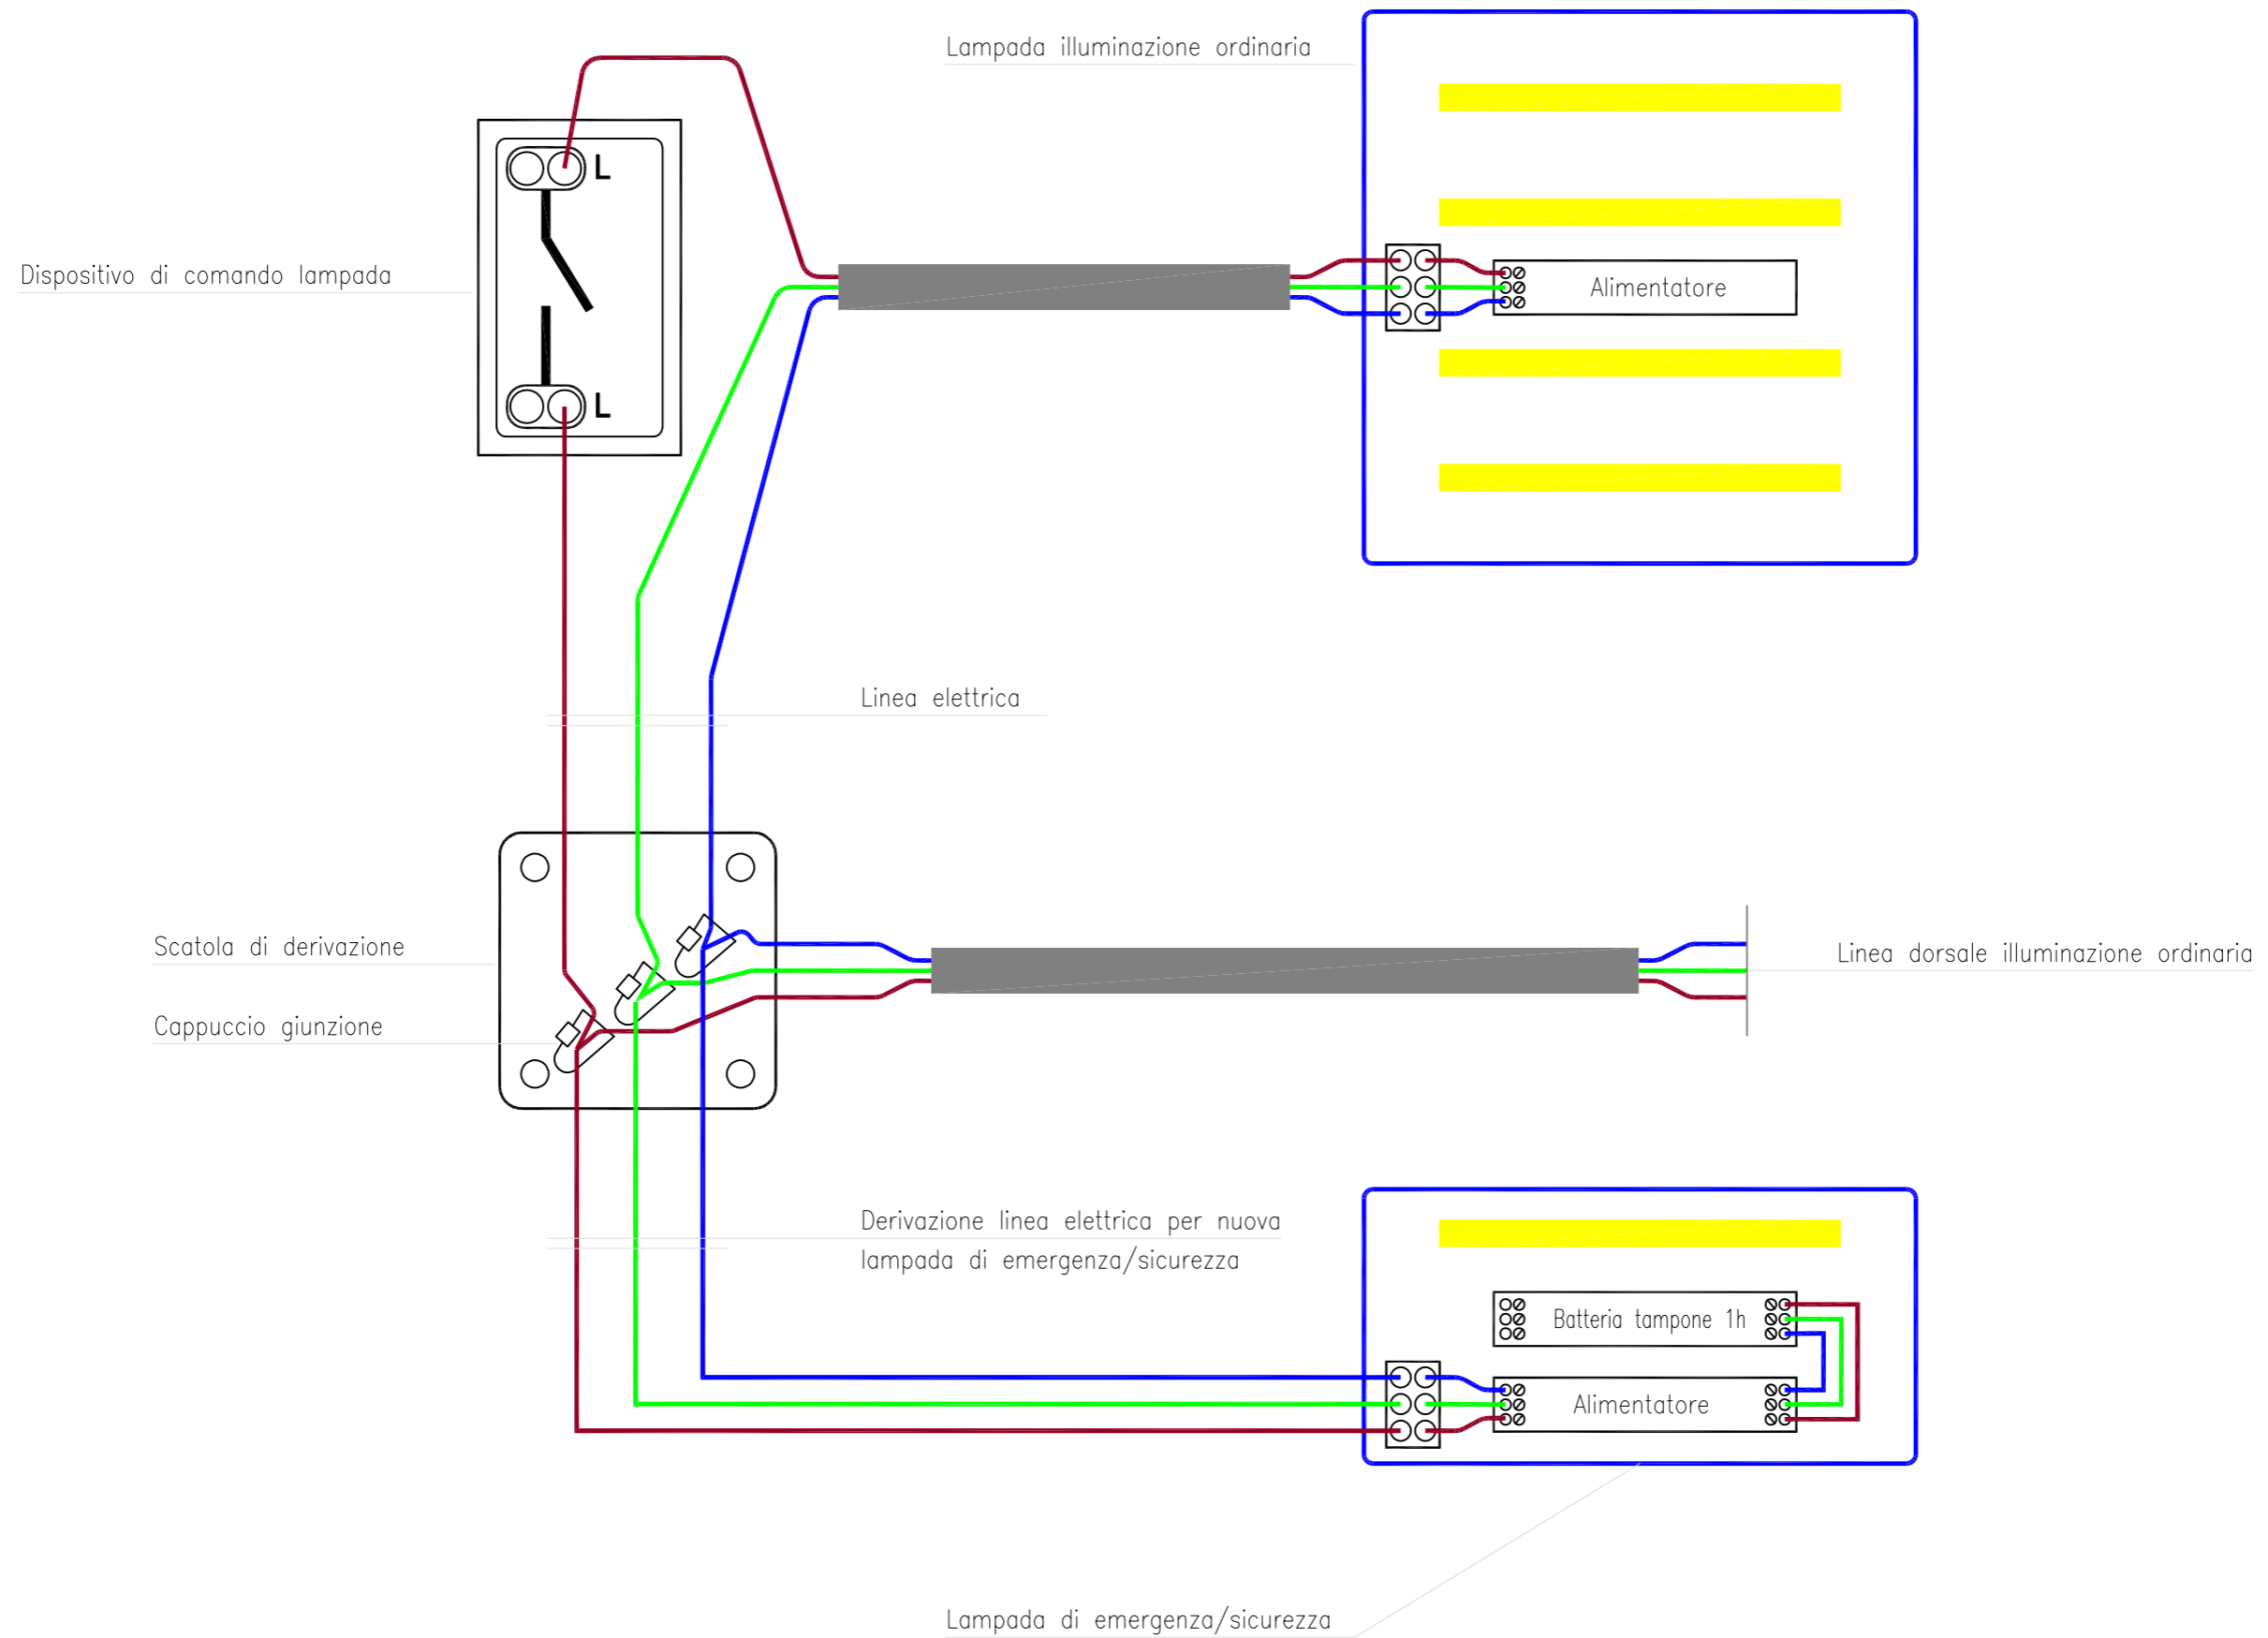 Lampada illuminazione ordinaria
L
Dispositivo di comando lampada
Alimentatore
L
Linea elettrica
Scatola di derivazione
Linea dorsale illuminazione ordinaria
Cappuccio giunzione
Derivazione linea elettrica per nuova
lampada di emergenza/sicurezza
Batteria tampone 1h
Alimentatore
Lampada di emergenza/sicurezza